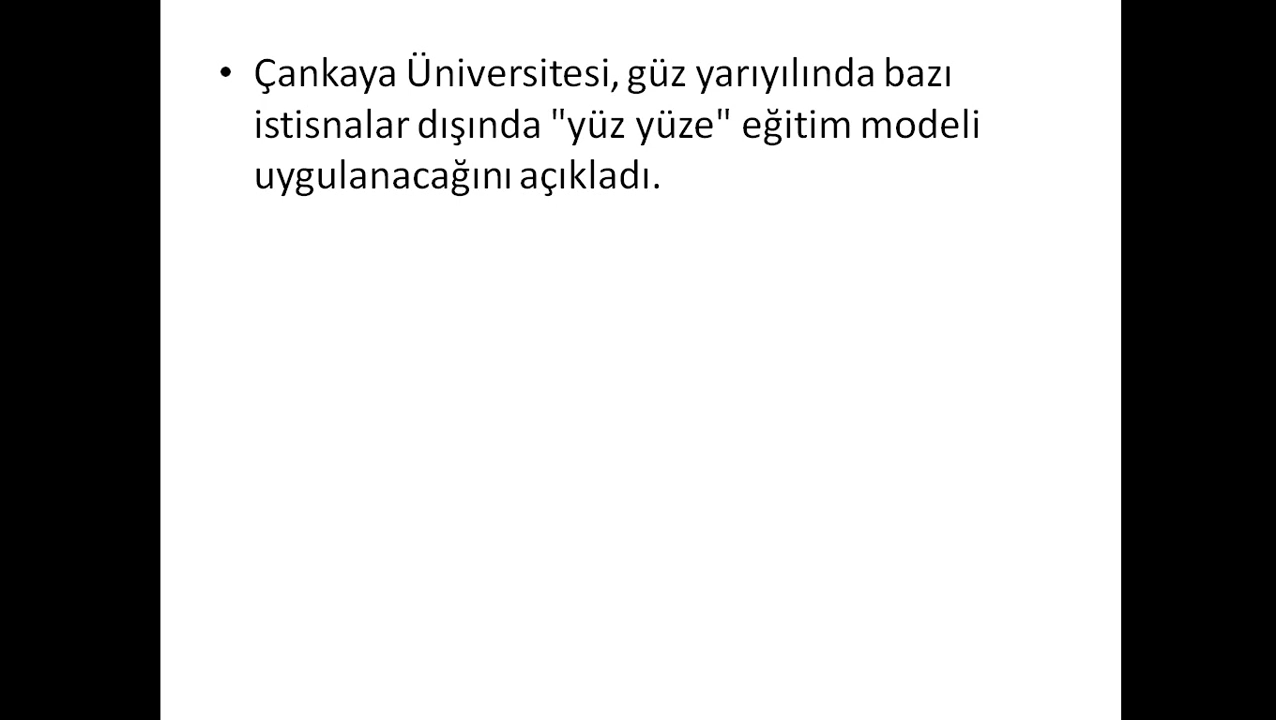 • Çankaya Üniversitesi, güz yarıyılında bazı
istisnalar dışında "yüz yüze" eğitim modeli
uygulanacağını açıkladı.